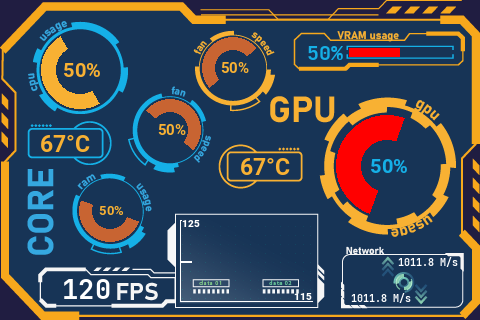 cpu usage
50%
67°C
CORE
fan speed
50%
ram usage
50%
120 FPS
fan speed
50%
GPU
67°C
VRAM usage
50%
gpu usage
50%
125
data 01
data 02
115
Network
1011.8 M/s
1011.8 M/s